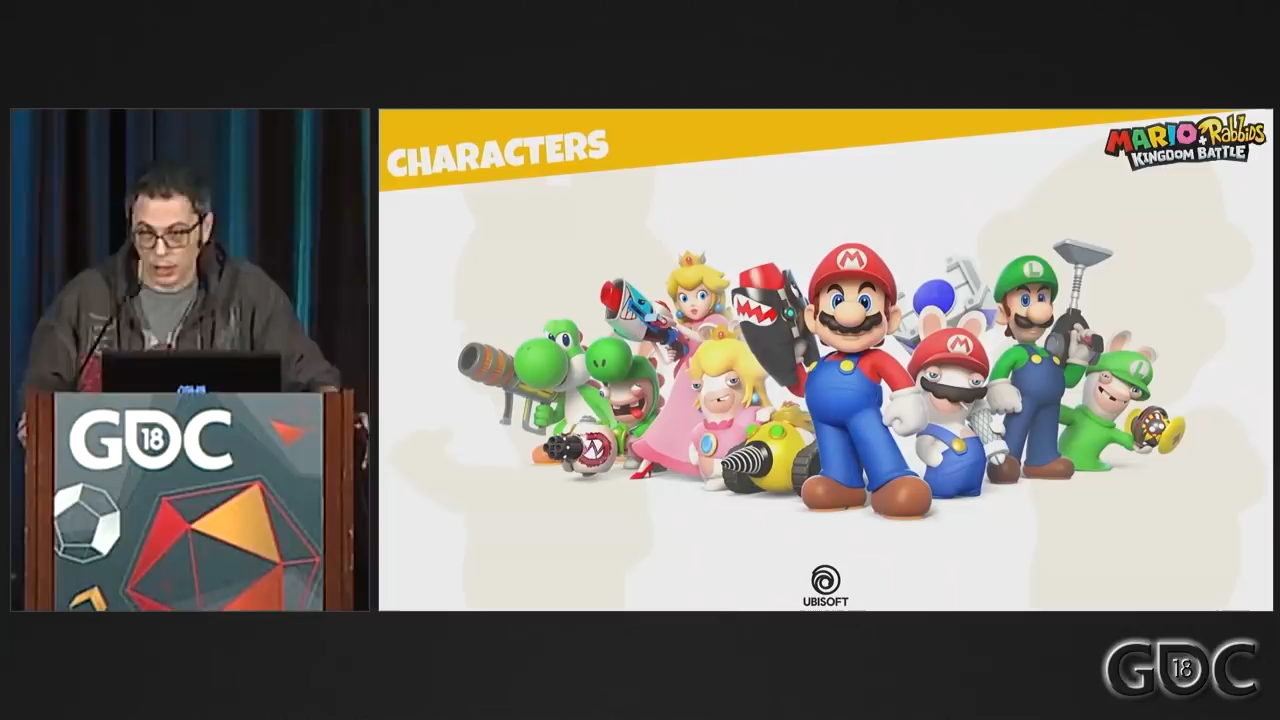 CHARACTERS
MARIO + Rabbids
KINGDOM BATTLE
M
L
M
L
UBISOFT
GDC
18
GDC
18